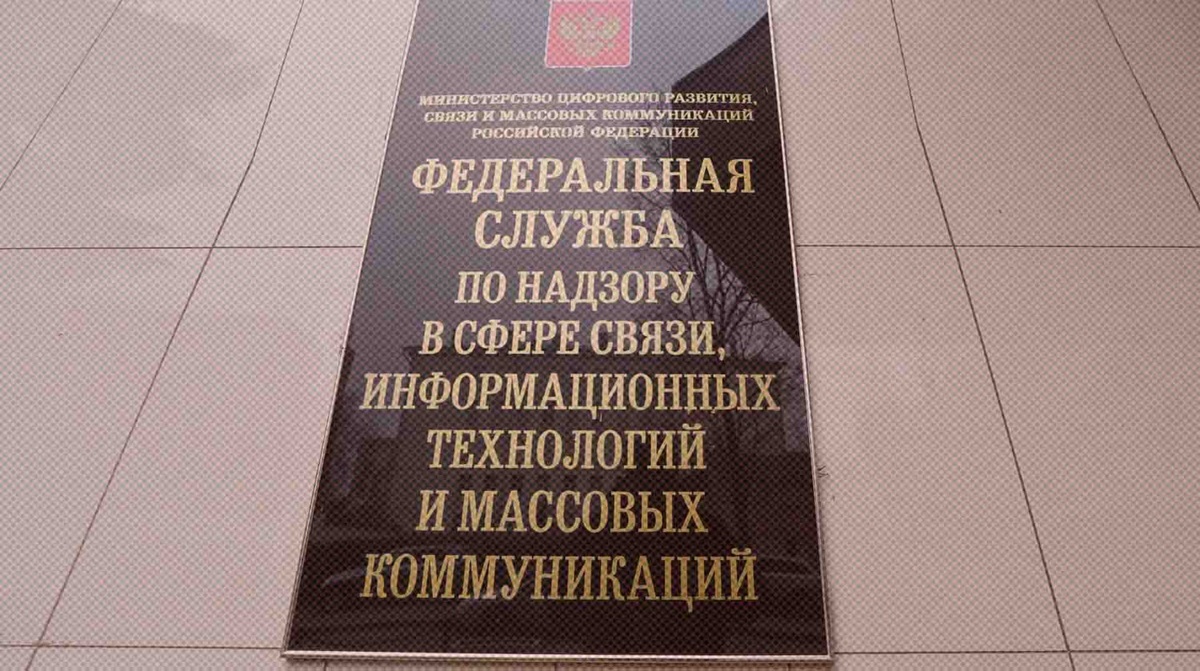 МИНИСТЕРСТВО ЦИФРОВОГО РАЗВИТИЯ,
СВЯЗИ И МАССОВЫХ КОММУНИКАЦИЙ
РОССИЙСКОЙ ФЕДЕРАЦИИ
ФЕДЕРАЛЬНАЯ
СЛУЖБА
ПО НАДЗОРУ
В СФЕРЕ СВЯЗИ,
ИНФОРМАЦИОННЫХ
ТЕХНОЛОГИЙ
И МАССОВЫХ
КОММУНИКАЦИЙ